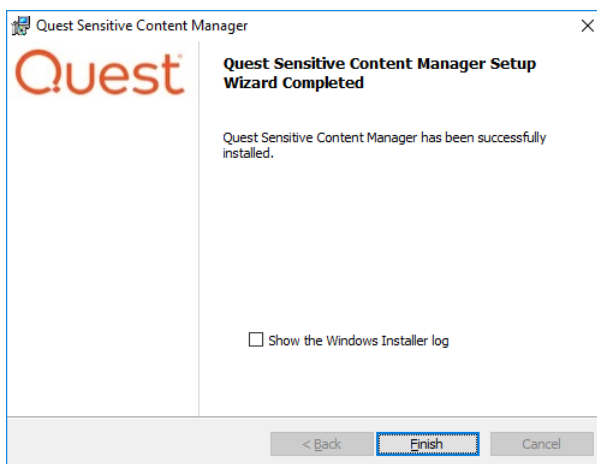 Quest Sensitive Content Manager
Quest
Quest Sensitive Content Manager Setup
Wizard Completed
Quest Sensitive Content Manager has been successfully
installed.
Show the Windows Installer log
< Back
Finish
Cancel